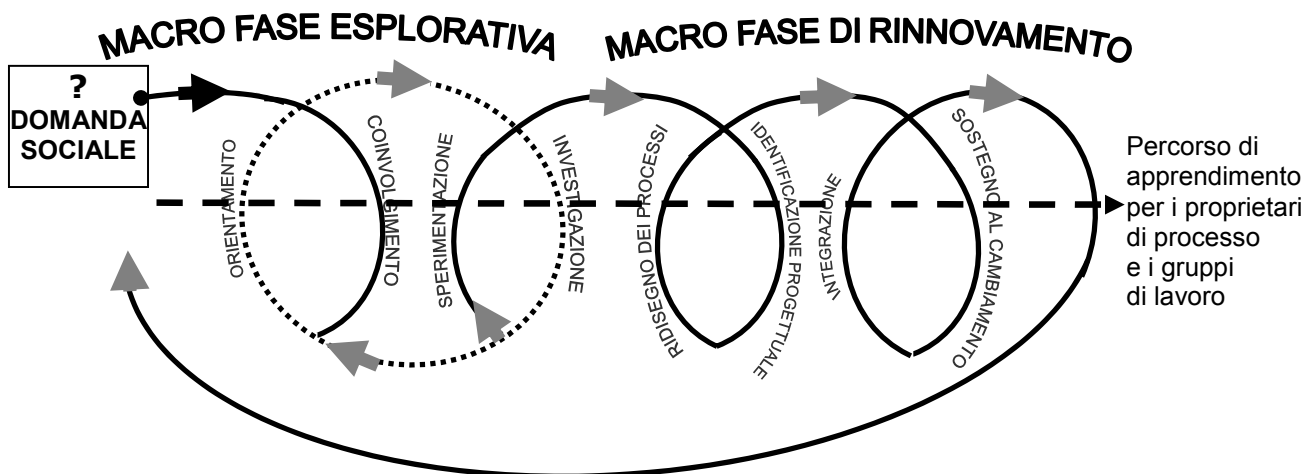 MACRO FASE ESPLORATIVA
MACRO FASE DI RINNOVAMENTO
?
DOMANDA
SOCIALE
ORIENTAMENTO
COINVOLGIMENTO
SPERIMENTAZIONE
INVESTIGAZIONE
RIDISEGNO DEI PROCESSI
IDENTIFICAZIONE PROGETTUALE
INTEGRAZIONE
SOSTEGNO AL CAMBIAMENTO
Percorso di
apprendimento
per i proprietari
di processo
e i gruppi
di lavoro